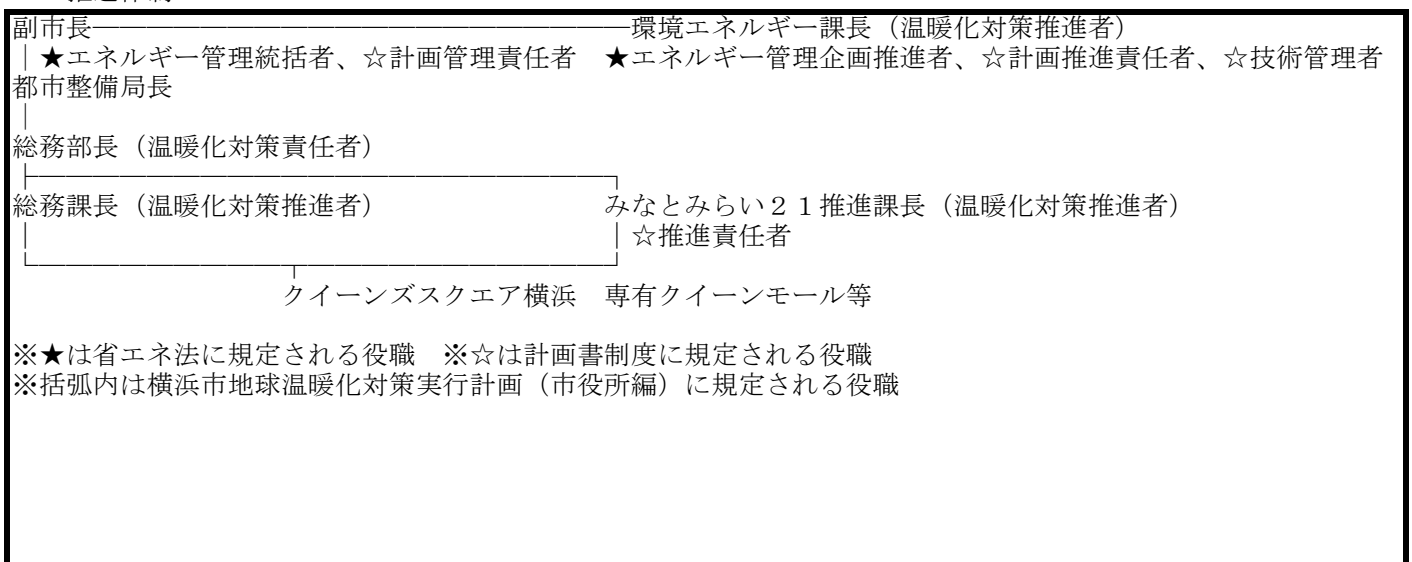 副市長────────────────────環境エネルギー課長（温暖化対策推進者）
｜★エネルギー管理統括者、☆計画管理責任者　★エネルギー管理企画推進者、☆計画推進責任者、☆技術管理者
都市整備局長
｜
総務部長（温暖化対策責任者）
├─────────────────────┐
総務課長（温暖化対策推進者）　　　　　　　　みなとみらい２１推進課長（温暖化対策推進者）
｜　　　　　　　　　　　　　　　　　　　　　｜☆推進責任者
└─────────┬───────────┘
クイーンズスクエア横浜　専有クイーンモール等
※★は省エネ法に規定される役職　※☆は計画書制度に規定される役職
※括弧内は横浜市地球温暖化対策実行計画（市役所編）に規定される役職